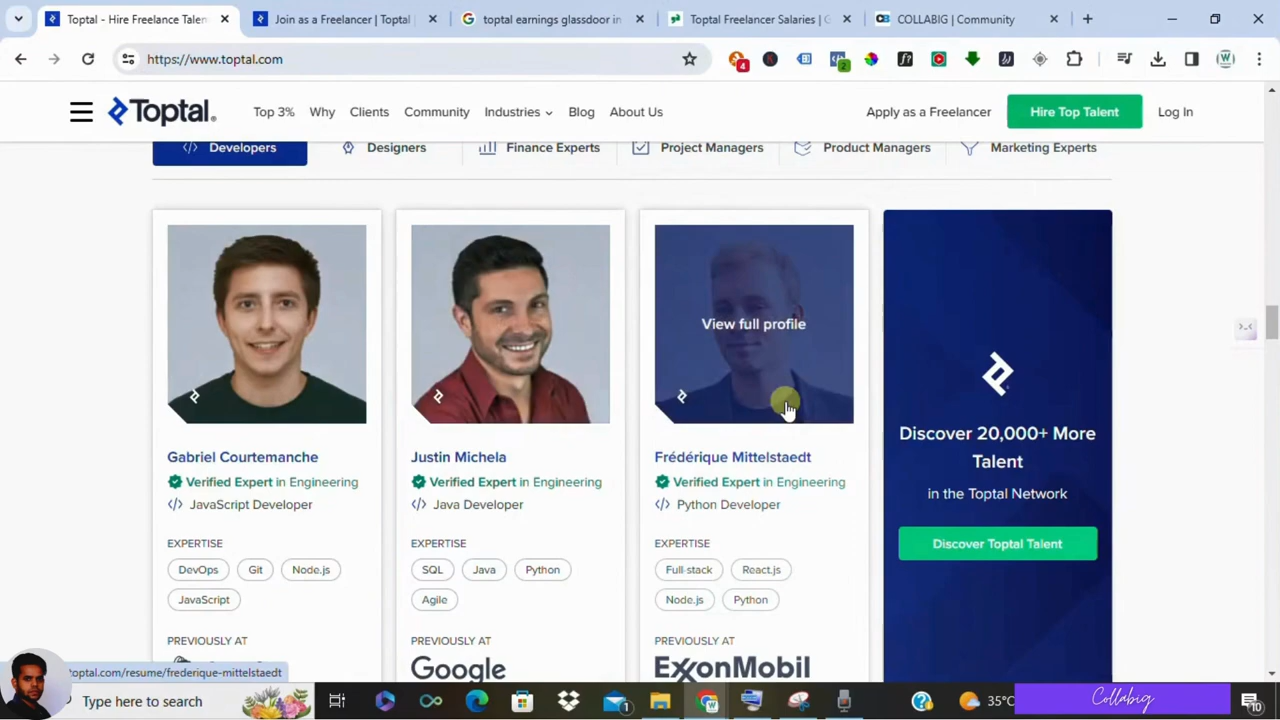 Toptal - Hire Freelance Talen
Join as a Freelancer | Toptal
toptal earnings glassdoor in
Toptal Freelancer Salaries | G
COLLABIG | Community
https://www.toptal.com
4
2
Toptal
Top 3%
Why
Clients
Community
Industries
Blog
About Us
Apply as a Freelancer
Hire Top Talent
Log In
Developers
Designers
Finance Experts
Project Managers
Product Managers
Marketing Experts
View full profile
Gabriel Courtemanche
Verified Expert in Engineering
JavaScript Developer
EXPERTISE
DevOps
Git
Node.js
JavaScript
PREVIOUSLY AT
Justin Michela
Verified Expert in Engineering
Java Developer
EXPERTISE
SQL
Java
Python
Agile
PREVIOUSLY AT
Google
Frédérique Mittelstaedt
Verified Expert in Engineering
Python Developer
EXPERTISE
Full-stack
React.js
Node.js
Python
PREVIOUSLY AT
ExxonMobil
Discover 20,000+ More
Talent
in the Toptal Network
Discover Toptal Talent
toptal.com/resume/frederique-mittelstaedt
Type here to search
1
35°C
Collabig
10